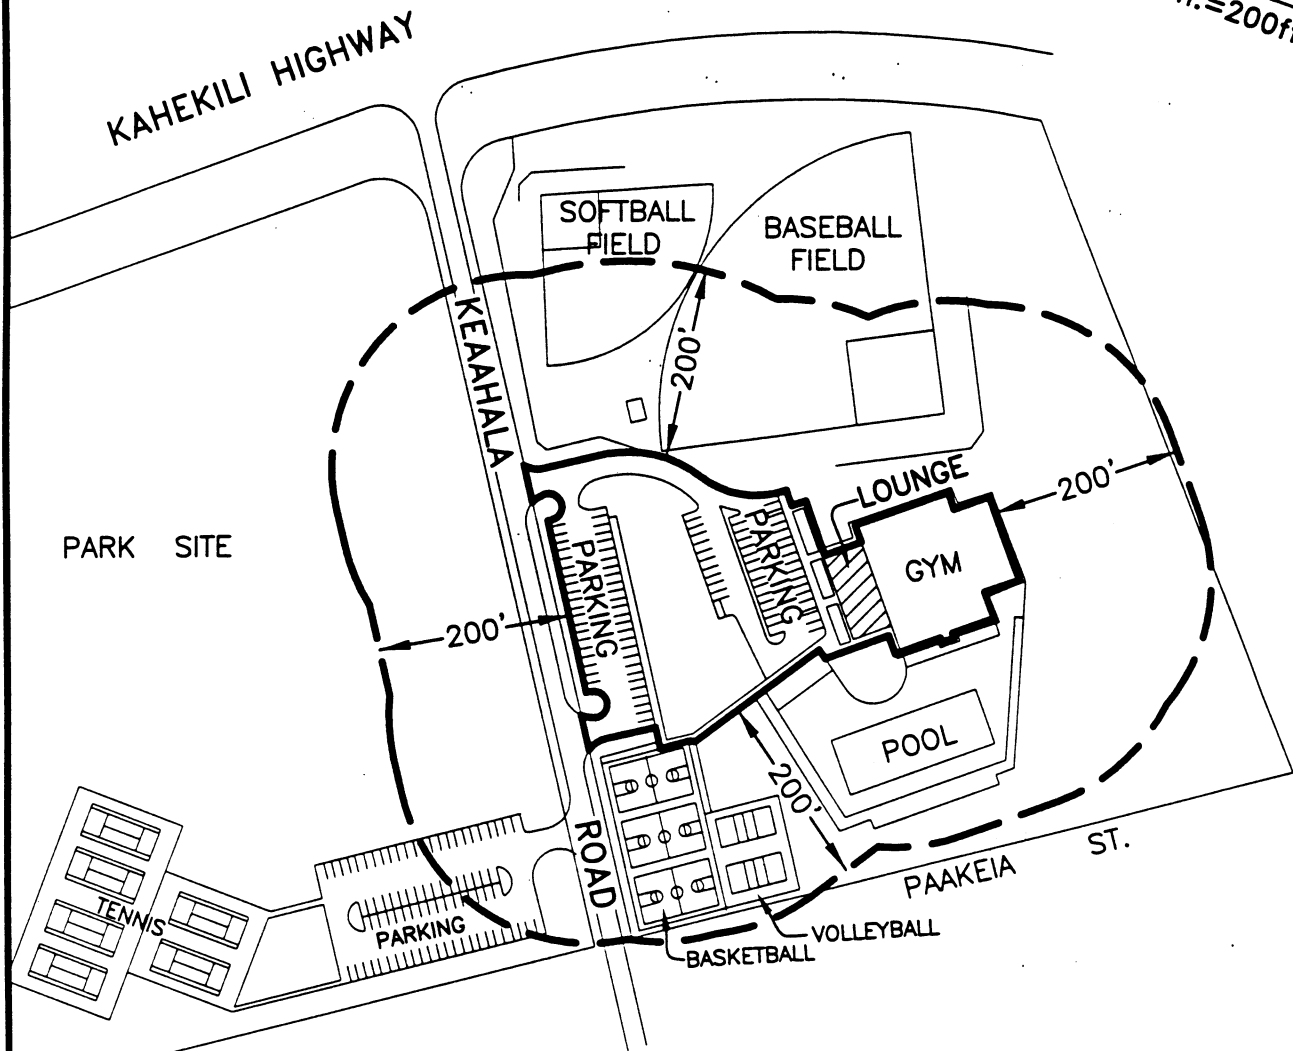 =200ft
KAHEKILI HIGHWAY
SOFTBALL
FIELD
BASEBALL
FIELD
KEAAHALA
200'
LOUNGE
200'
PARK SITE
PARKING
PARKING
GYM
200'
POOL
200'
ROAD
ST.
PAAKEIA
TENNIS
PARKING
VOLLEYBALL
BASKETBALL